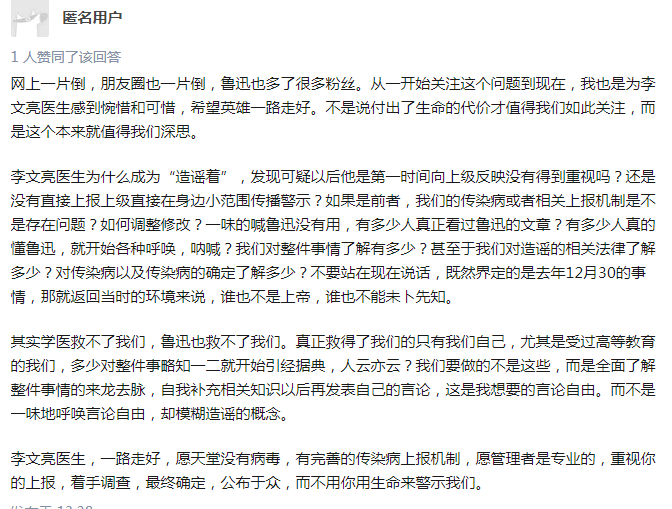 匿名用户
1 人赞同了该回答
网上一片倒，朋友圈也一片倒，鲁迅也多了很多粉丝。从一开始关注这个问题到现在，我也是为李
文亮医生感到惋惜和可惜，希望英雄一路走好。不是说付出了生命的代价才值得我们如此关注，而
是这个本来就值得我们深思。
李文亮医生为什么成为“造谣着”，发现可疑以后他是第一时间向上级反映没有得到重视吗？还是
没有直接上报上级直接在身边小范围传播警示？如果是前者，我们的传染病或者相关上报机制是不
是存在问题？如何调整修改？一味的喊鲁迅没有用，有多少人真正看过鲁迅的文章？有多少人真的
懂鲁迅，就开始各种呼唤，呐喊？我们对整件事情了解有多少？甚至于我们对造谣的相关法律了解
多少？对传染病以及传染病的确定了解多少？不要站在现在说话，既然界定的是去年12月30的事
情，那就返回当时的环境来说，谁也不是上帝，谁也不能未卜先知。
其实学医救不了我们，鲁迅也救不了我们。真正救得了我们的只有我们自己，尤其是受过高等教育
的我们，多少对整件事略知一二就开始引经据典，人云亦云？我们要做的不是这些，而是全面了解
整件事情的来龙去脉，自我补充相关知识以后再发表自己的言论，这是我想要的言论自由。而不是
一味地呼唤言论自由，却模糊造谣的概念。
李文亮医生，一路走好，愿天堂没有病毒，有完善的传染病上报机制，愿管理者是专业的，重视你
的上报，着手调查，最终确定，公布于众，而不用你用生命来警示我们。